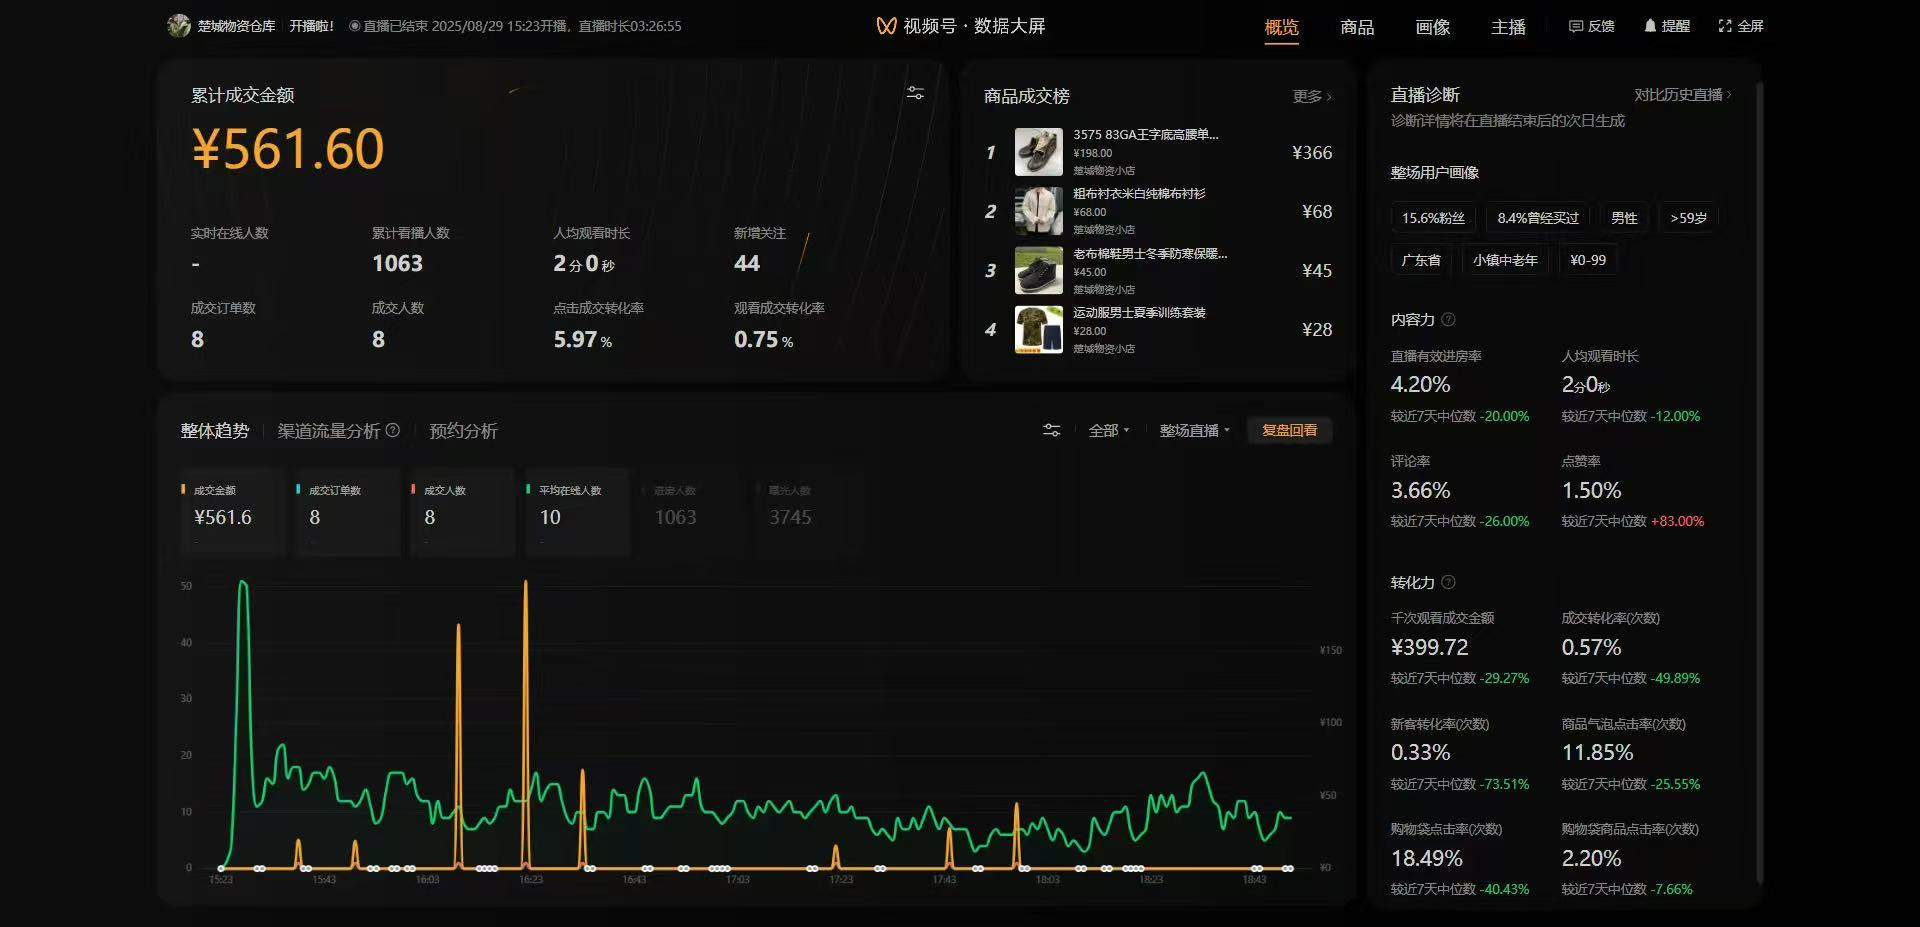 楚城物资仓库 开播啦! 直播已结束 2025/08/29 15:23开播，直播时长03:26:55
视频号·数据大屏
概览 商品 画像 主播 反馈 提醒 全屏
累计成交金额
¥561.60
实时在线人数 累计看播人数 人均观看时长 新增关注
- 1063 2分0秒 44
成交订单数 成交人数 点击成交转化率 观看成交转化率
8 8 5.97% 0.75%
商品成交榜 更多 >
1 3575 83GA王字底高腰单... ¥366
¥198.00
楚城物资小店
2 粗布衬衣米白纯棉布衬衫 ¥68
¥68.00
楚城物资小店
3 老布棉鞋男士冬季防寒保暖... ¥45
¥45.00
楚城物资小店
4 运动服男士夏季训练套装 ¥28
¥28.00
楚城物资小店
直播诊断 对比历史直播 >
诊断详情将在直播结束后的次日生成
整场用户画像
15.6%粉丝 8.4%曾经买过 男性 >59岁
广东省 小镇中老年 ¥0-99
内容力
直播有效进房率 人均观看时长
4.20% 2分0秒
较近7天中位数 -20.00% 较近7天中位数 -12.00%
评论率 点赞率
3.66% 1.50%
较近7天中位数 -26.00% 较近7天中位数 +83.00%
转化力
千次观看成交金额 成交转化率(次数)
¥399.72 0.57%
较近7天中位数 -29.27% 较近7天中位数 -49.89%
新客转化率(次数) 商品气泡点击率(次数)
0.33% 11.85%
较近7天中位数 -73.51% 较近7天中位数 -25.55%
购物袋点击率(次数) 购物袋商品点击率(次数)
18.49% 2.20%
较近7天中位数 -40.43% 较近7天中位数 -7.66%
整体趋势 渠道流量分析 预约分析 全部 整场直播 复盘回看
成交金额 成交订单数 成交人数 平均在线人数 进房人数 曝光人数
¥561.6 8 8 10 1063 3745
- - - -
50
40
30
20
10
0
¥150
¥100
¥50
¥0
15:23 15:43 16:03 16:23 16:43 17:03 17:23 17:43 18:03 18:23 18:43